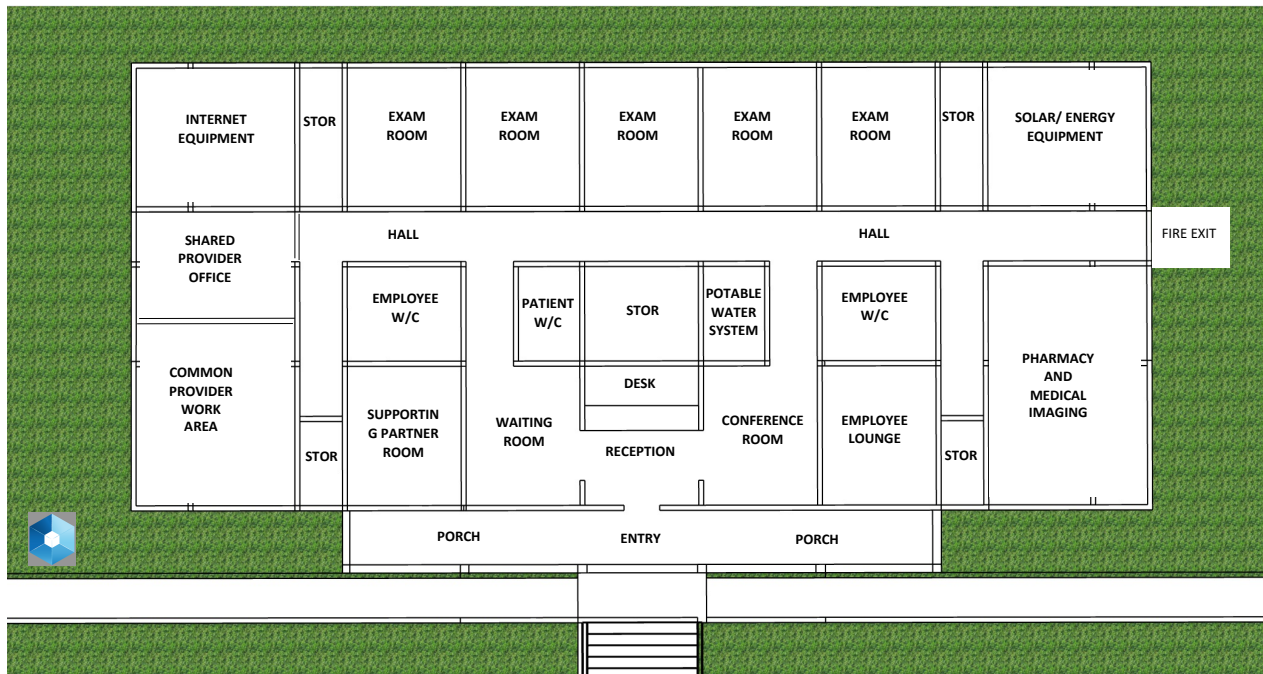 INTERNET
EQUIPMENT
STOR
EXAM
ROOM
EXAM
ROOM
EXAM
ROOM
EXAM
ROOM
EXAM
ROOM
STOR
SOLAR/ ENERGY
EQUIPMENT
SHARED
PROVIDER
OFFICE
HALL
HALL
FIRE EXIT
EMPLOYEE
W/C
PATIENT
W/C
STOR
POTABLE
WATER
SYSTEM
EMPLOYEE
W/C
COMMON
PROVIDER
WORK
AREA
PHARMACY
AND
MEDICAL
IMAGING
DESK
STOR
SUPPORTIN
G PARTNER
ROOM
WAITING
ROOM
RECEPTION
CONFERENCE
ROOM
EMPLOYEE
LOUNGE
STOR
PORCH
ENTRY
PORCH